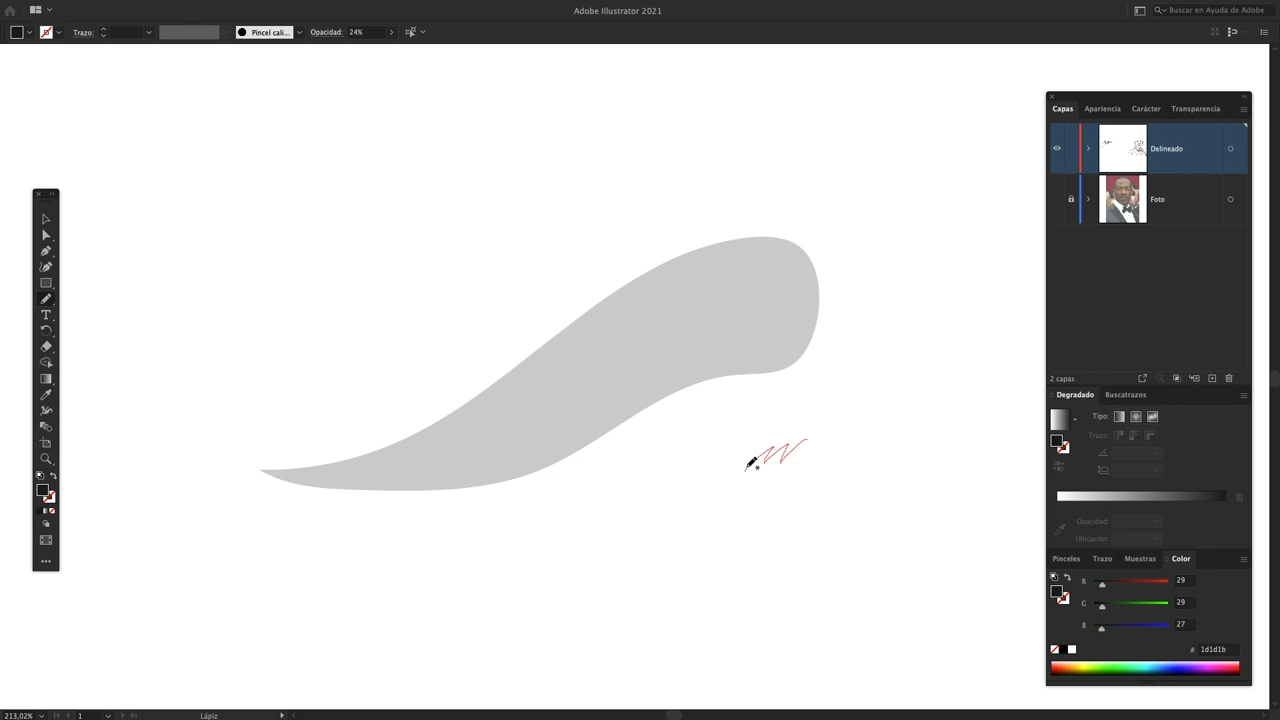 Adobe Illustrator 2021
Buscar en Ayuda de Adobe
Trazo:
Pincel cali...
Opacidad:
24%
Capas
Apariencia
Carácter
Transparencia
Delineado
Foto
2 capas
Degradado
Buscatrazos
Tipo:
Trazo:
Opacidad:
Ubicación:
Pinceles
Trazo
Muestras
Color
R
29
G
29
B
27
# 1d1d1b
213,02%
1
Lápiz